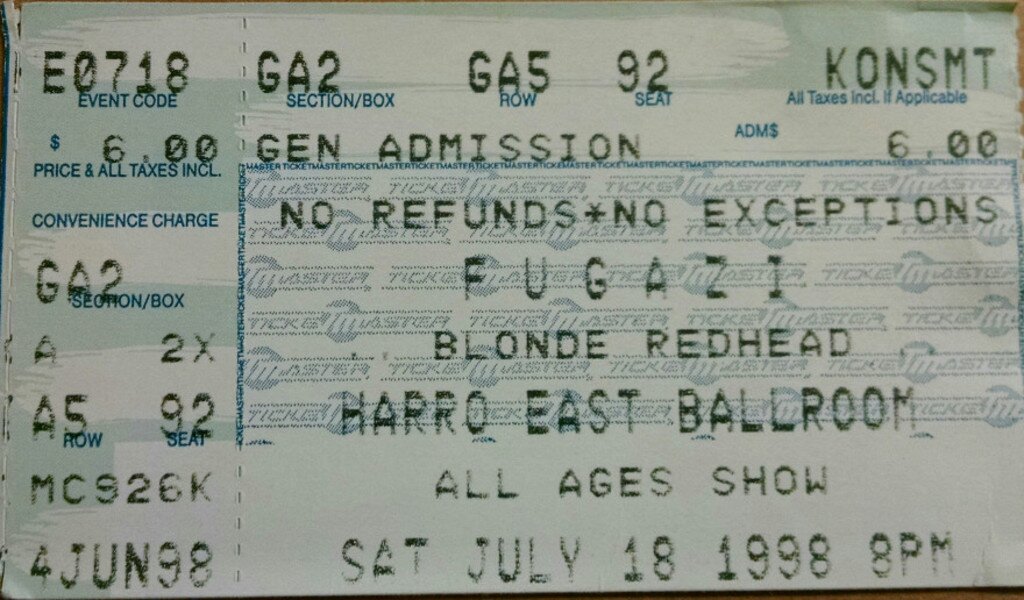 E0718 GA2 GA5 92 KONSMT
EVENT CODE SECTION/BOX ROW SEAT All Taxes Incl. If Applicable
$ 6.00 GEN ADMISSION ADM$ 6.00
PRICE & ALL TAXES INCL.
NO REFUNDS*NO EXCEPTIONS
CONVENIENCE CHARGE
GA2 FUGAZI
SECTION/BOX
A 2X BLONDE REDHEAD
A5 92 HARRO EAST BALLROOM
ROW SEAT
MC926K ALL AGES SHOW
4JUN98 SAT JULY 18 1998 8PM